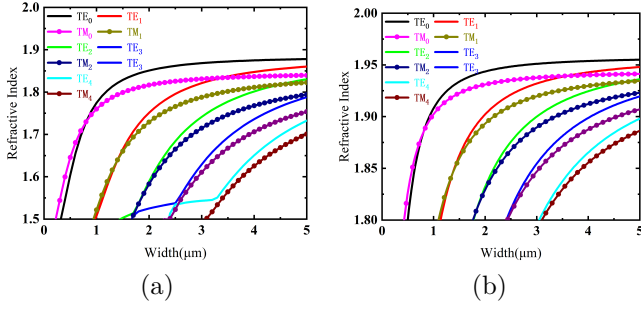 TE0 TE1
TM0 TM1
TE2 TE3
TM2 TE3
TE4
TM4
2.0
1.9
1.8
1.7
1.6
1.5
0 1 2 3 4 5
Refractive Index
Width(μm)
(a)
TE0 TE1
TM0 TM1
TE2 TE3
TM2 TE3
TE4
TM4
2.00
1.95
1.90
1.85
1.80
0 1 2 3 4 5
Refractive Index
Width(μm)
(b)